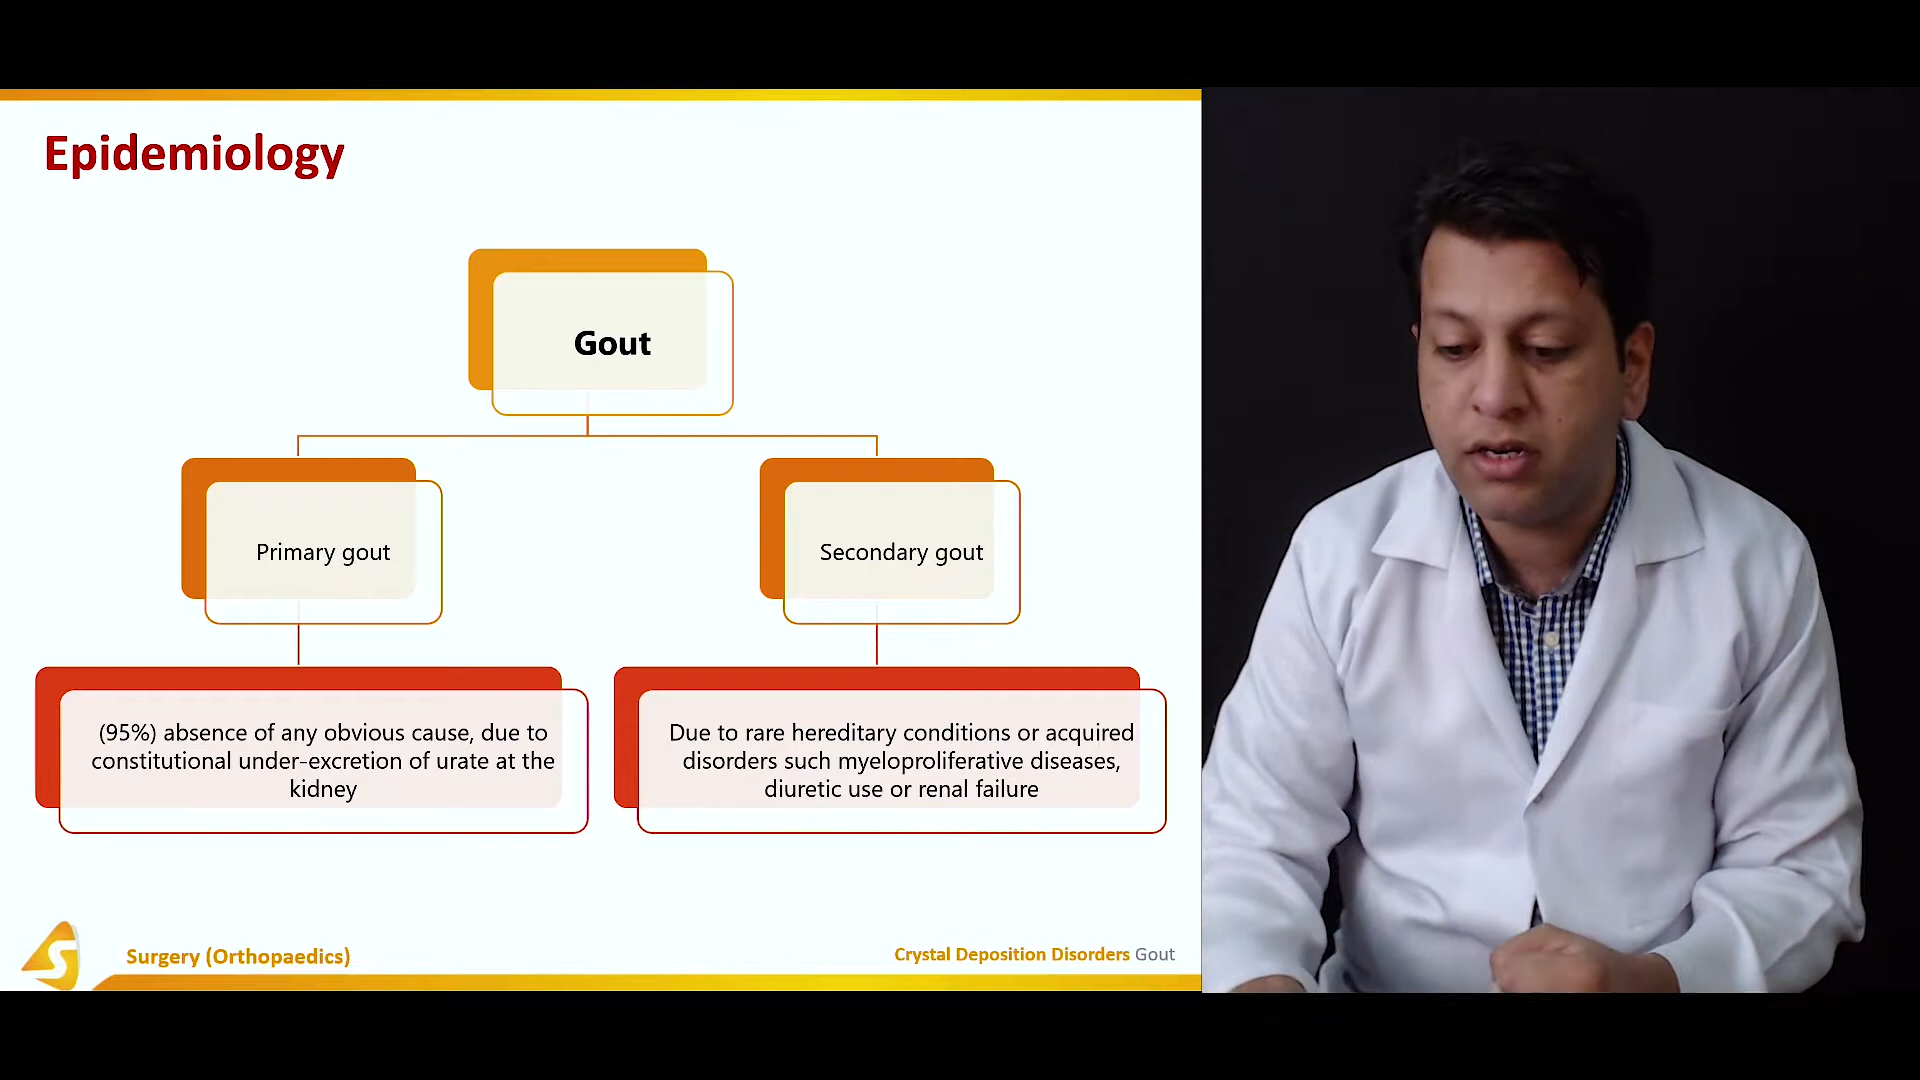 Epidemiology
Gout
Primary gout
Secondary gout
(95%) absence of any obvious cause, due to
constitutional under-excretion of urate at the
kidney
Due to rare hereditary conditions or acquired
disorders such myeloproliferative diseases,
diuretic use or renal failure
S
Surgery (Orthopaedics)
Crystal Deposition Disorders Gout